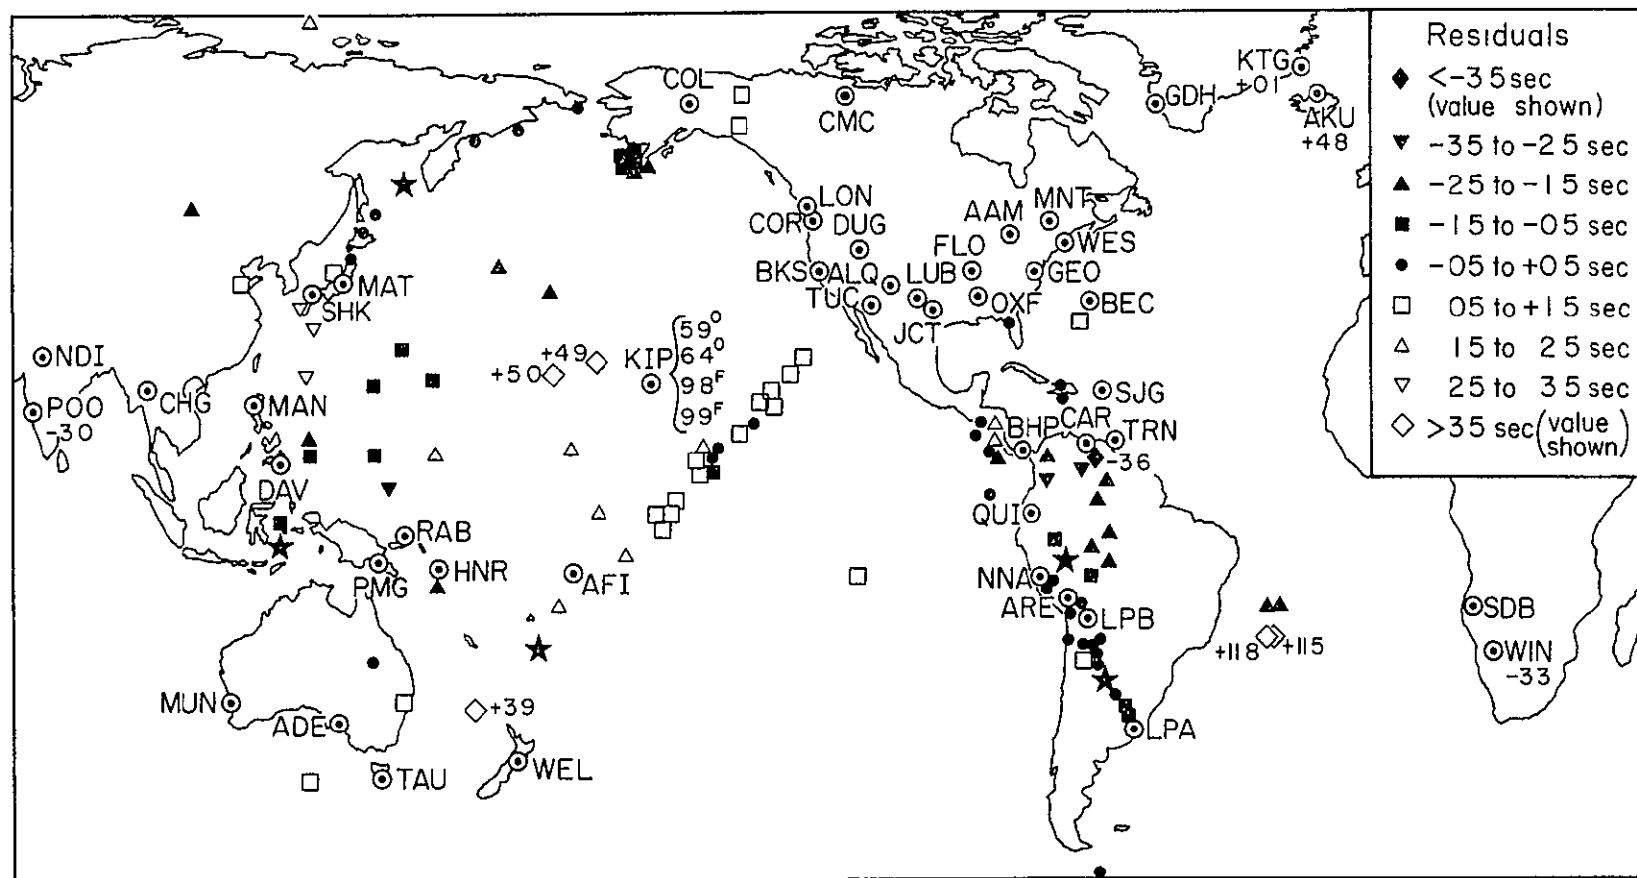 Residuals
<-35 sec
(value shown)
-35 to -25 sec
-25 to -15 sec
-15 to -05 sec
-05 to +05 sec
05 to +15 sec
15 to 25 sec
25 to 35 sec
>35 sec (value shown)
KTG
+01
COL
CMC
GDH
AKU
+48
LON
COR
DUG
AAM
MNT
FLO
WES
BKS
ALQ
LUB
GEO
TUC
OXF
BEC
JCT
MAT
SHK
NDI
+49
+50
KIP
59°
64°
98F
99F
POO
-30
CHG
MAN
SJG
BHP
CAR
TRN
-36
DAV
QUI
RAB
PMG
HNR
AFI
NNA
ARE
LPB
SDB
+118
+115
WIN
-33
MUN
ADE
+39
LPA
TAU
WEL